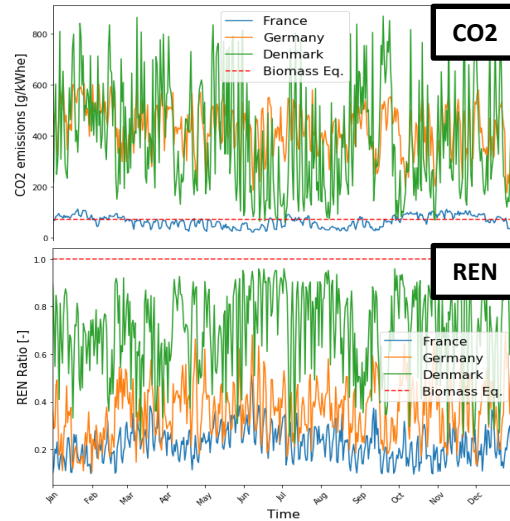 CO2
France
Germany
Denmark
Biomass Eq.
CO2 emissions [g/kWhe]
800
600
400
200
0
REN
France
Germany
Denmark
Biomass Eq.
REN Ratio [-]
1.0
0.8
0.6
0.4
0.2
Jan
Feb
Mar
Apr
May
Jun
Jul
Aug
Sep
Oct
Nov
Dec
Time